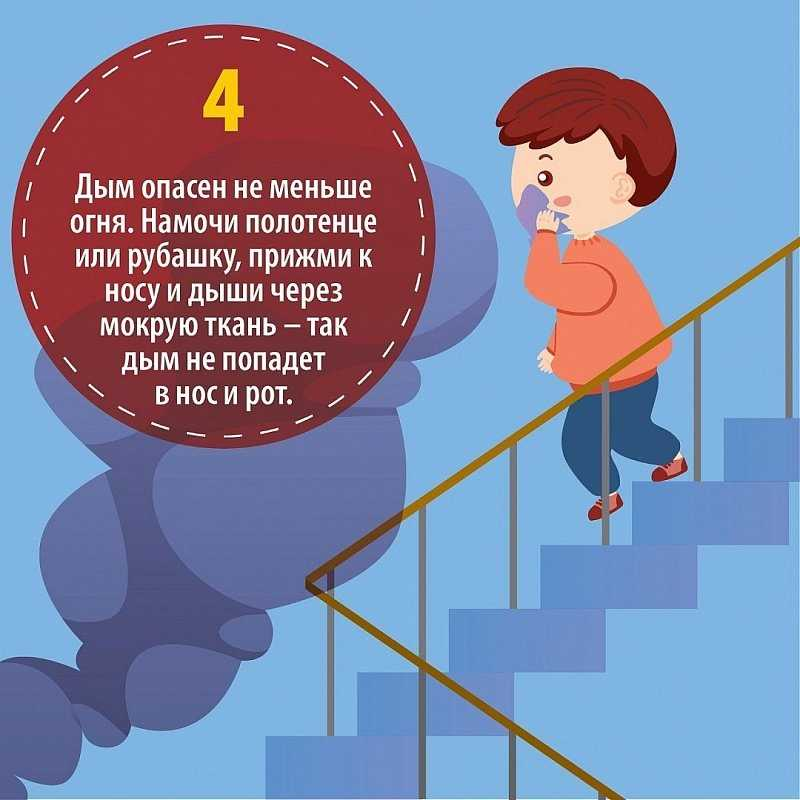 4
Дым опасен не меньше
огня. Намочи полотенце
или рубашку, прижми к
носу и дыши через
мокрую ткань – так
дым не попадет
в нос и рот.